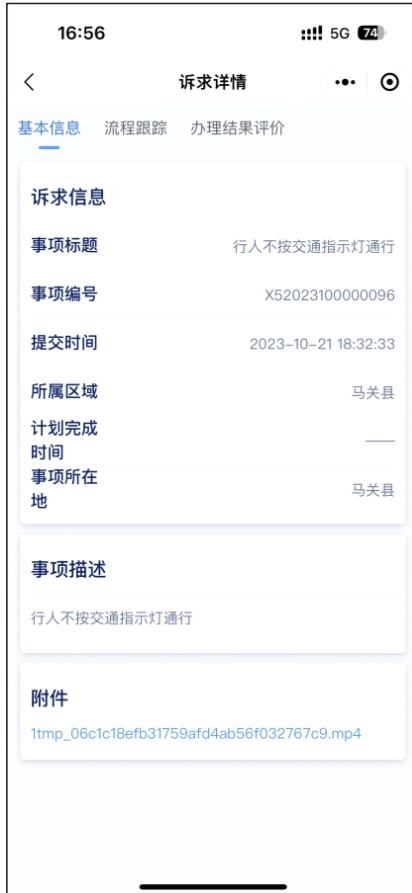 16:56 5G 74
诉求详情
基本信息 流程跟踪 办理结果评价
诉求信息
事项标题 行人不按交通指示灯通行
事项编号 X52023100000096
提交时间 2023-10-21 18:32:33
所属区域 马关县
计划完成
时间 ——
事项所在
地 马关县
事项描述
行人不按交通指示灯通行
附件
1tmp_06c1c18efb31759afd4ab56f032767c9.mp4